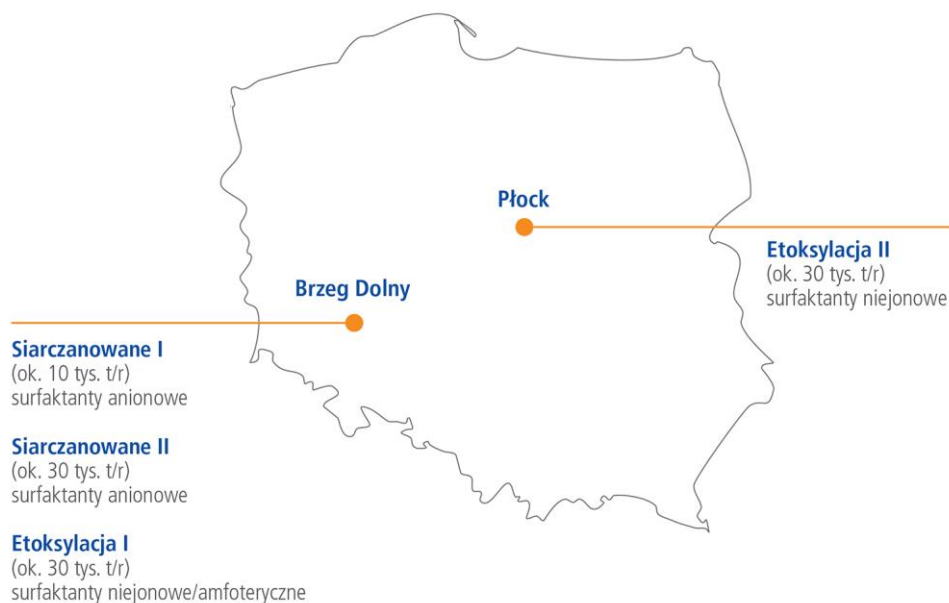 Płock
Etoksylacja II
(ok. 30 tys. t/r)
surfaktanty niejonowe
Brzeg Dolny
Siarczanowane I
(ok. 10 tys. t/r)
surfaktanty anionowe
Siarczanowane II
(ok. 30 tys. t/r)
surfaktanty anionowe
Etoksylacja I
(ok. 30 tys. t/r)
surfaktanty niejonowe/amfoteryczne